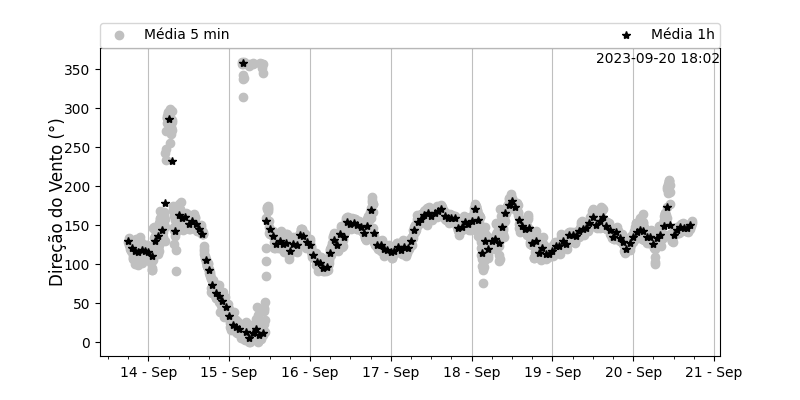 Média 5 min
Média 1h
2023-09-20 18:02
Direção do Vento (°)
350
300
250
200
150
100
50
0
14 - Sep
15 - Sep
16 - Sep
17 - Sep
18 - Sep
19 - Sep
20 - Sep
21 - Sep